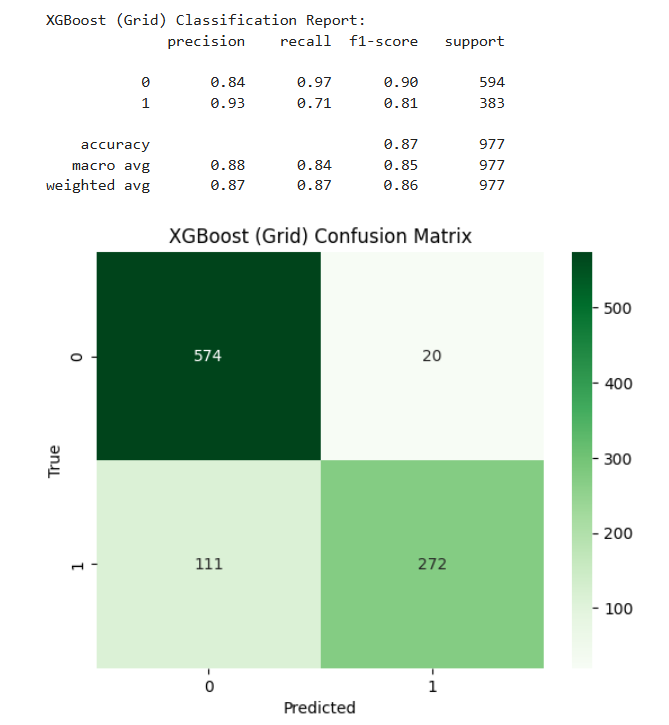 XGBoost (Grid) Classification Report:
precision recall f1-score support
0 0.84 0.97 0.90 594
1 0.93 0.71 0.81 383
accuracy 0.87 977
macro avg 0.88 0.84 0.85 977
weighted avg 0.87 0.87 0.86 977
XGBoost (Grid) Confusion Matrix
500
0 574 20
400
True
300
200
1 111 272
100
0 1
Predicted